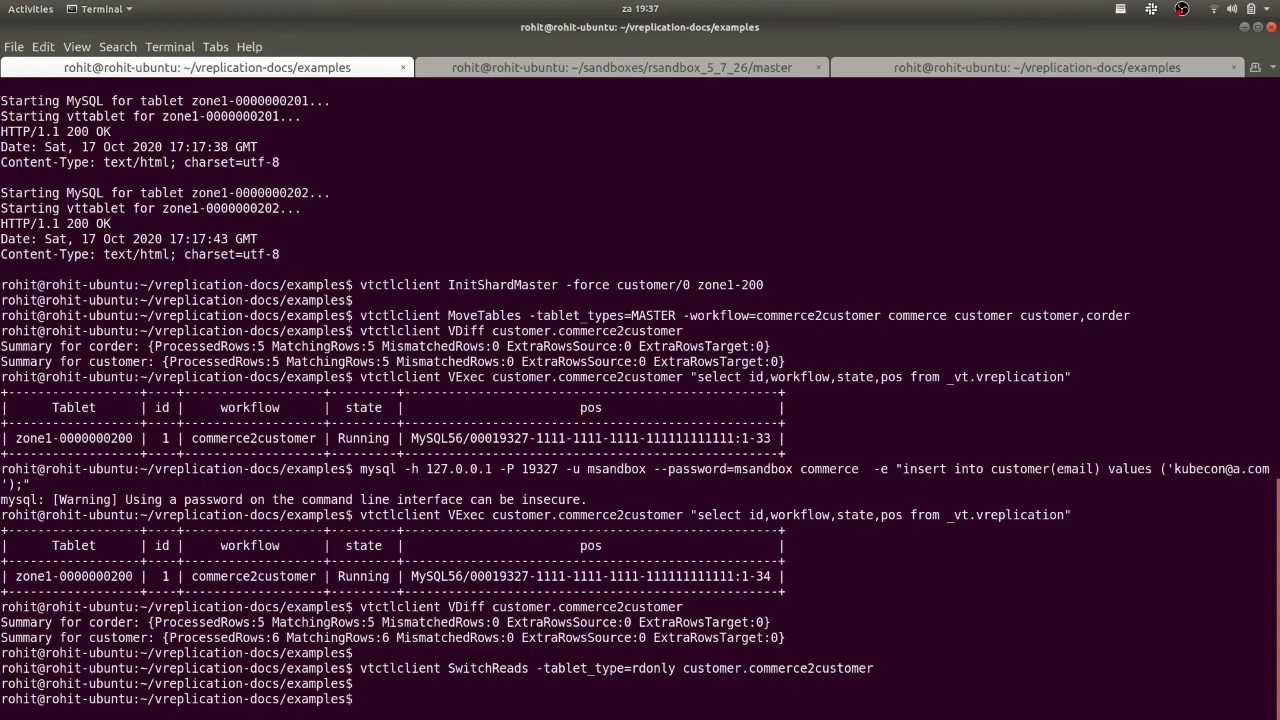 Activities
Terminal
za 19:37
rohit@rohit-ubuntu: ~/vreplication-docs/examples
File Edit View Search Terminal Tabs Help
rohit@rohit-ubuntu: ~/vreplication-docs/examples × rohit@rohit-ubuntu: ~/sandboxes/rsandbox_5_7_26/master × rohit@rohit-ubuntu: ~/vreplication-docs/examples ×
Starting MySQL for tablet zone1-0000000201...
Starting vttablet for zone1-0000000201...
HTTP/1.1 200 OK
Date: Sat, 17 Oct 2020 17:17:38 GMT
Content-Type: text/html; charset=utf-8
Starting MySQL for tablet zone1-0000000202...
Starting vttablet for zone1-0000000202...
HTTP/1.1 200 OK
Date: Sat, 17 Oct 2020 17:17:43 GMT
Content-Type: text/html; charset=utf-8
rohit@rohit-ubuntu:~/vreplication-docs/examples$ vtctlclient InitShardMaster -force customer/0 zone1-200
rohit@rohit-ubuntu:~/vreplication-docs/examples$
rohit@rohit-ubuntu:~/vreplication-docs/examples$ vtctlclient MoveTables -tablet_types=MASTER -workflow=commerce2customer commerce customer customer,corder
rohit@rohit-ubuntu:~/vreplication-docs/examples$ vtctlclient VDiff customer.commerce2customer
Summary for corder: {ProcessedRows:5 MatchingRows:5 MismatchedRows:0 ExtraRowsSource:0 ExtraRowsTarget:0}
Summary for customer: {ProcessedRows:5 MatchingRows:5 MismatchedRows:0 ExtraRowsSource:0 ExtraRowsTarget:0}
rohit@rohit-ubuntu:~/vreplication-docs/examples$ vtctlclient VExec customer.commerce2customer "select id,workflow,state,pos from _vt.vreplication"
+------------------+----+-------------------+---------+--------------------------------------------------+
| Tablet | id | workflow | state | pos |
+------------------+----+-------------------+---------+--------------------------------------------------+
| zone1-0000000200 | 1 | commerce2customer | Running | MySQL56/00019327-1111-1111-1111-111111111111:1-33 |
+------------------+----+-------------------+---------+--------------------------------------------------+
rohit@rohit-ubuntu:~/vreplication-docs/examples$ mysql -h 127.0.0.1 -P 19327 -u msandbox --password=msandbox commerce  -e "insert into customer(email) values ('kubecon@a.com
');"
mysql: [Warning] Using a password on the command line interface can be insecure.
rohit@rohit-ubuntu:~/vreplication-docs/examples$ vtctlclient VExec customer.commerce2customer "select id,workflow,state,pos from _vt.vreplication"
+------------------+----+-------------------+---------+--------------------------------------------------+
| Tablet | id | workflow | state | pos |
+------------------+----+-------------------+---------+--------------------------------------------------+
| zone1-0000000200 | 1 | commerce2customer | Running | MySQL56/00019327-1111-1111-1111-111111111111:1-34 |
+------------------+----+-------------------+---------+--------------------------------------------------+
rohit@rohit-ubuntu:~/vreplication-docs/examples$ vtctlclient VDiff customer.commerce2customer
Summary for corder: {ProcessedRows:5 MatchingRows:5 MismatchedRows:0 ExtraRowsSource:0 ExtraRowsTarget:0}
Summary for customer: {ProcessedRows:6 MatchingRows:6 MismatchedRows:0 ExtraRowsSource:0 ExtraRowsTarget:0}
rohit@rohit-ubuntu:~/vreplication-docs/examples$
rohit@rohit-ubuntu:~/vreplication-docs/examples$ vtctlclient SwitchReads -tablet_type=rdonly customer.commerce2customer
rohit@rohit-ubuntu:~/vreplication-docs/examples$
rohit@rohit-ubuntu:~/vreplication-docs/examples$